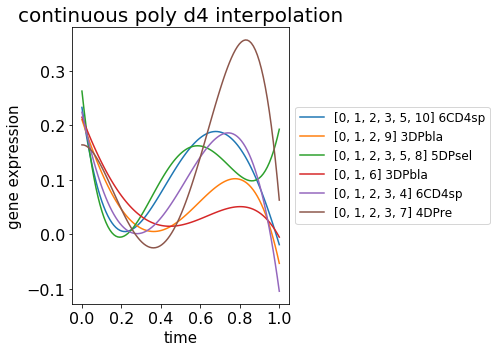 continuous poly d4 interpolation
gene expression
0.3
0.2
0.1
0.0
−0.1
0.0 0.2 0.4 0.6 0.8 1.0
time
[0, 1, 2, 3, 5, 10] 6CD4sp
[0, 1, 2, 9] 3DPbla
[0, 1, 2, 3, 5, 8] 5DPsel
[0, 1, 6] 3DPbla
[0, 1, 2, 3, 4] 6CD4sp
[0, 1, 2, 3, 7] 4DPre